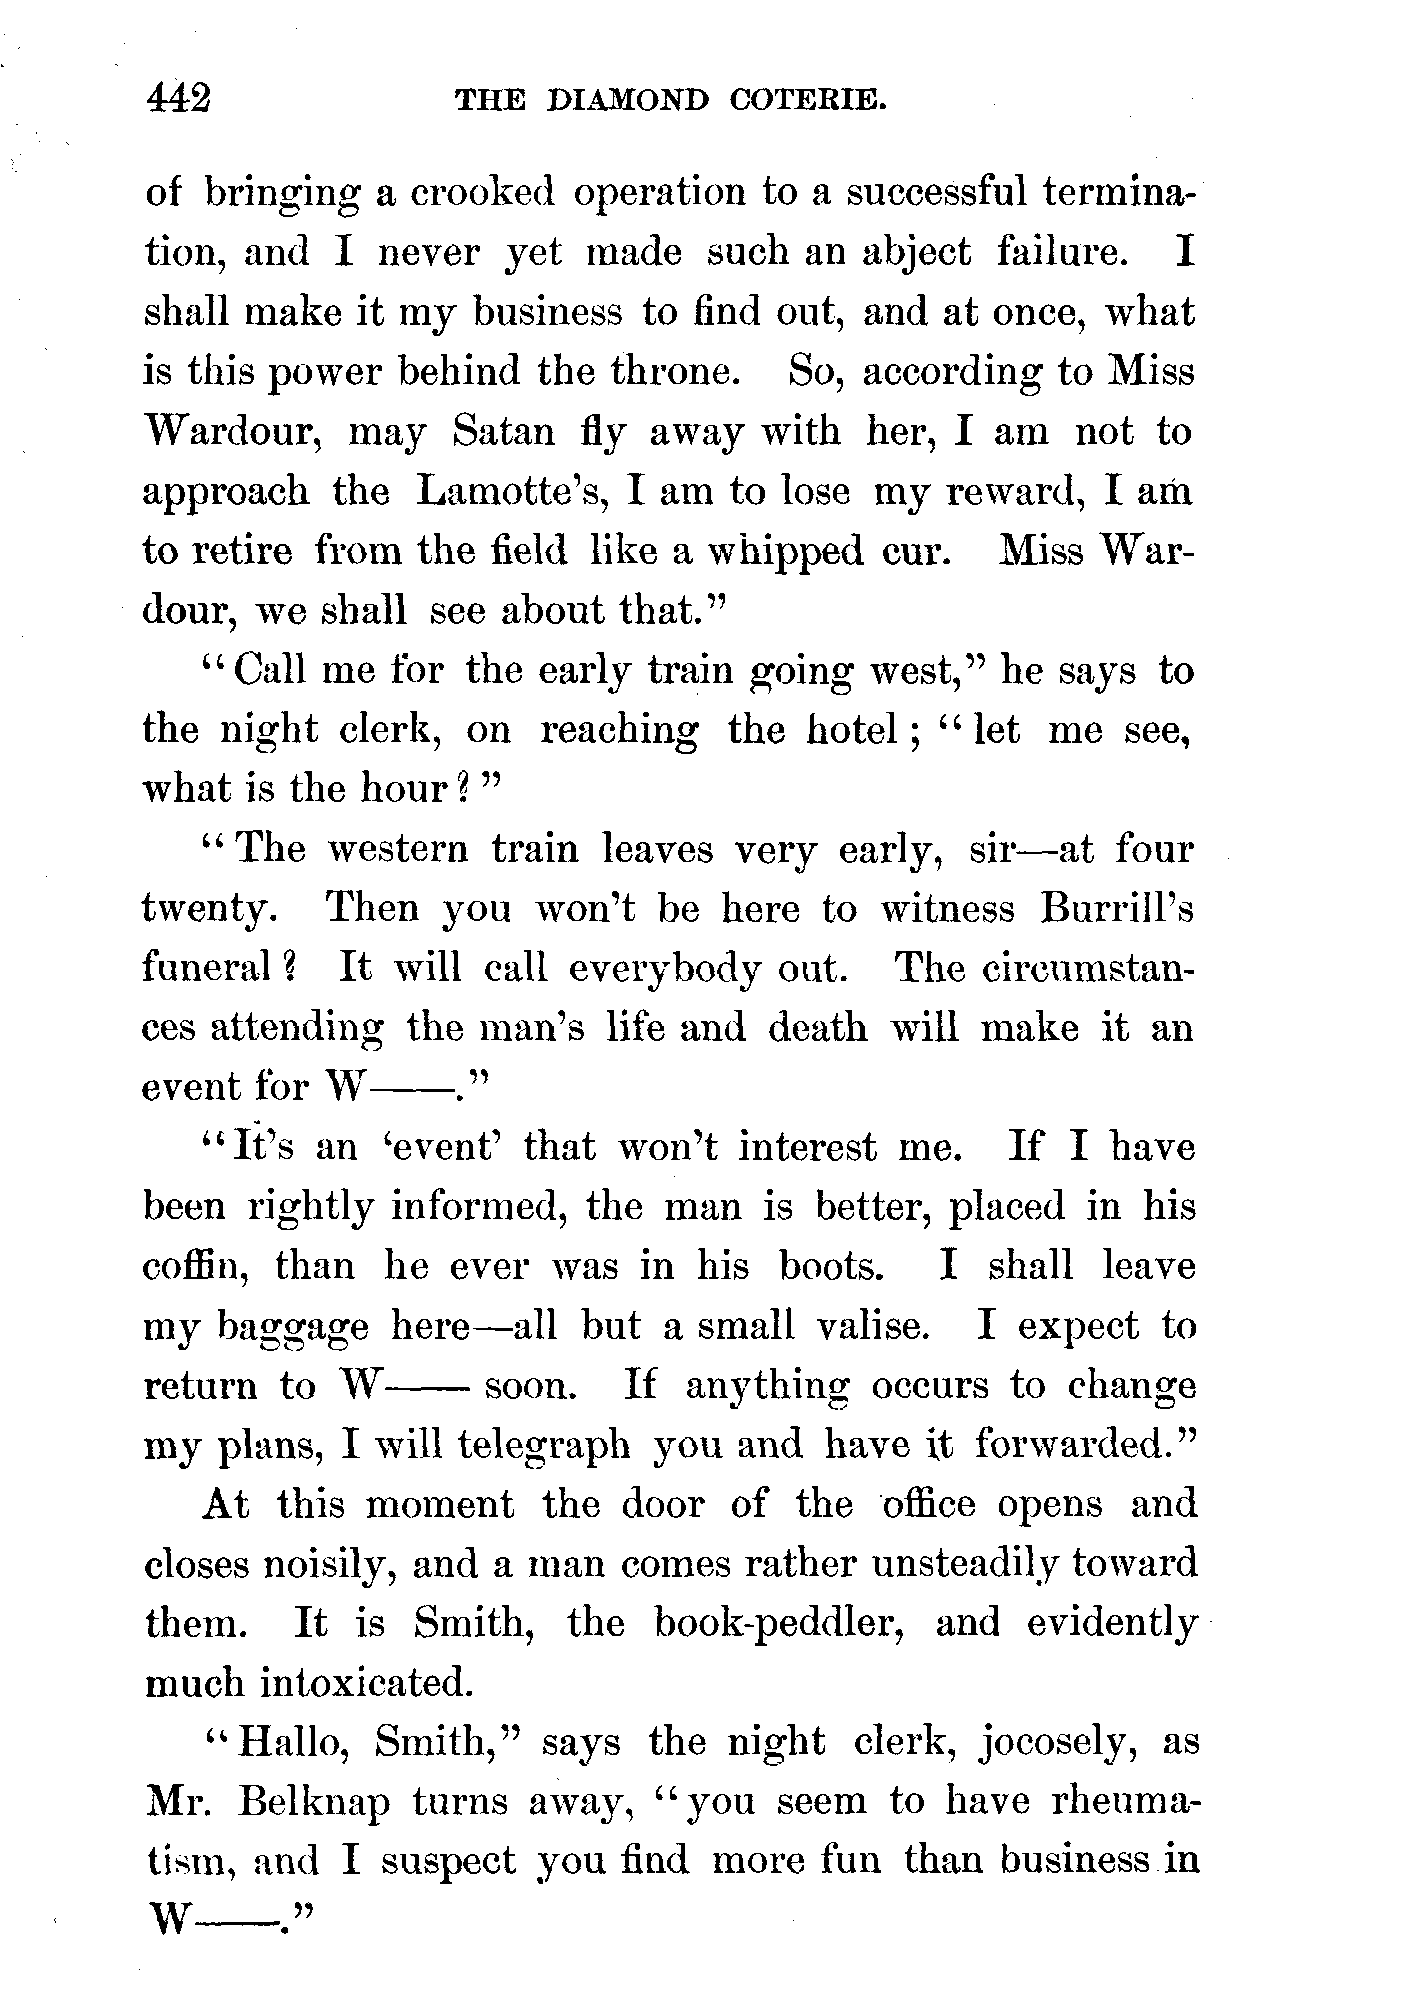 442 THE DIAMOND COTERIE.
of bringing a crooked operation to a successful termina-
tion, and I never yet made such an abject failure. I
shall make it my business to find out, and at once, what
is this power behind the throne. So, according to Miss
Wardour, may Satan fly away with her, I am not to
approach the Lamotte's, I am to lose my reward, I am
to retire from the field like a whipped cur. Miss War-
dour, we shall see about that."
"Call me for the early train going west," he says to
the night clerk, on reaching the hotel; "let me see,
what is the hour?"
"The western train leaves very early, sir—at four
twenty. Then you won't be here to witness Burrill's
funeral? It will call everybody out. The circumstan-
ces attending the man's life and death will make it an
event for W——."
"It's an 'event' that won't interest me. If I have
been rightly informed, the man is better, placed in his
coffin, than he ever was in his boots. I shall leave
my baggage here—all but a small valise. I expect to
return to W—— soon. If anything occurs to change
my plans, I will telegraph you and have it forwarded."
At this moment the door of the office opens and
closes noisily, and a man comes rather unsteadily toward
them. It is Smith, the book-peddler, and evidently
much intoxicated.
"Hallo, Smith," says the night clerk, jocosely, as
Mr. Belknap turns away, "you seem to have rheuma-
tism, and I suspect you find more fun than business in
W——."